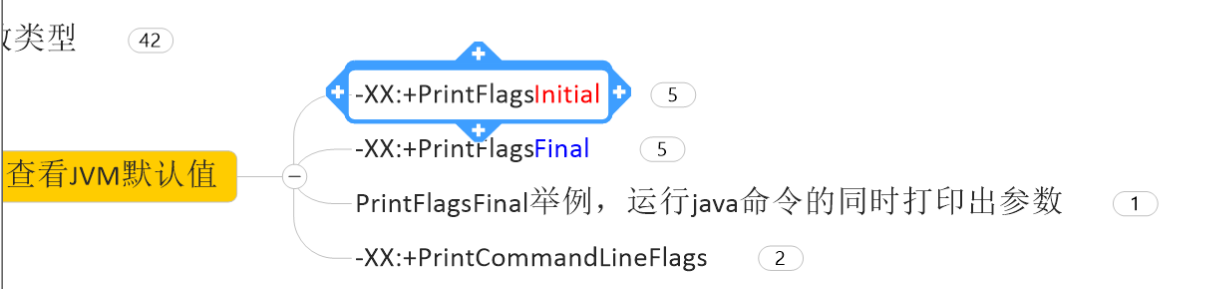 类型 42
-XX:+PrintFlagsInitial 5
-XX:+PrintFlagsFinal 5
查看JVM默认值
PrintFlagsFinal举例，运行java命令的同时打印出参数 1
-XX:+PrintCommandLineFlags 2